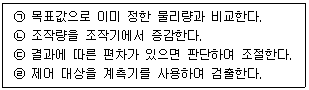 ㉠ 목표값으로 이미 정한 물리량과 비교한다.
㉡ 조작량을 조작기에서 증감한다.
㉢ 결과에 따른 편차가 있으면 판단하여 조절한다.
㉣ 제어 대상을 계측기를 사용하여 검출한다.